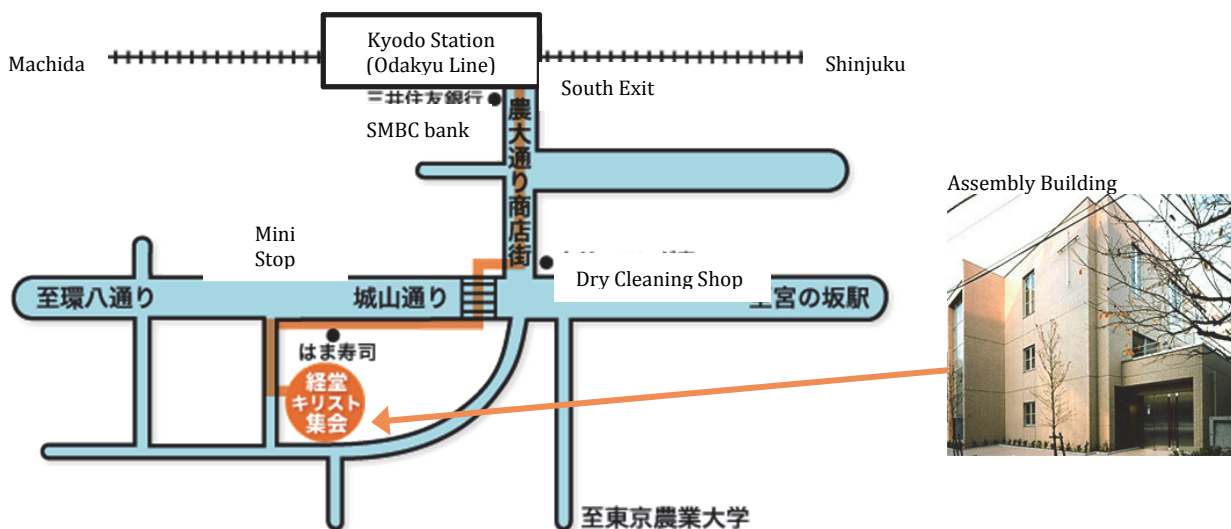 Kyodo Station
(Odakyu Line)
Machida
Shinjuku
South Exit
三井住友銀行
SMBC bank
農大通り商店街
Assembly Building
Mini
Stop
Dry Cleaning Shop
至環八通り
城山通り
宮の坂駅
はま寿司
経堂
キリスト
集会
至東京農業大学